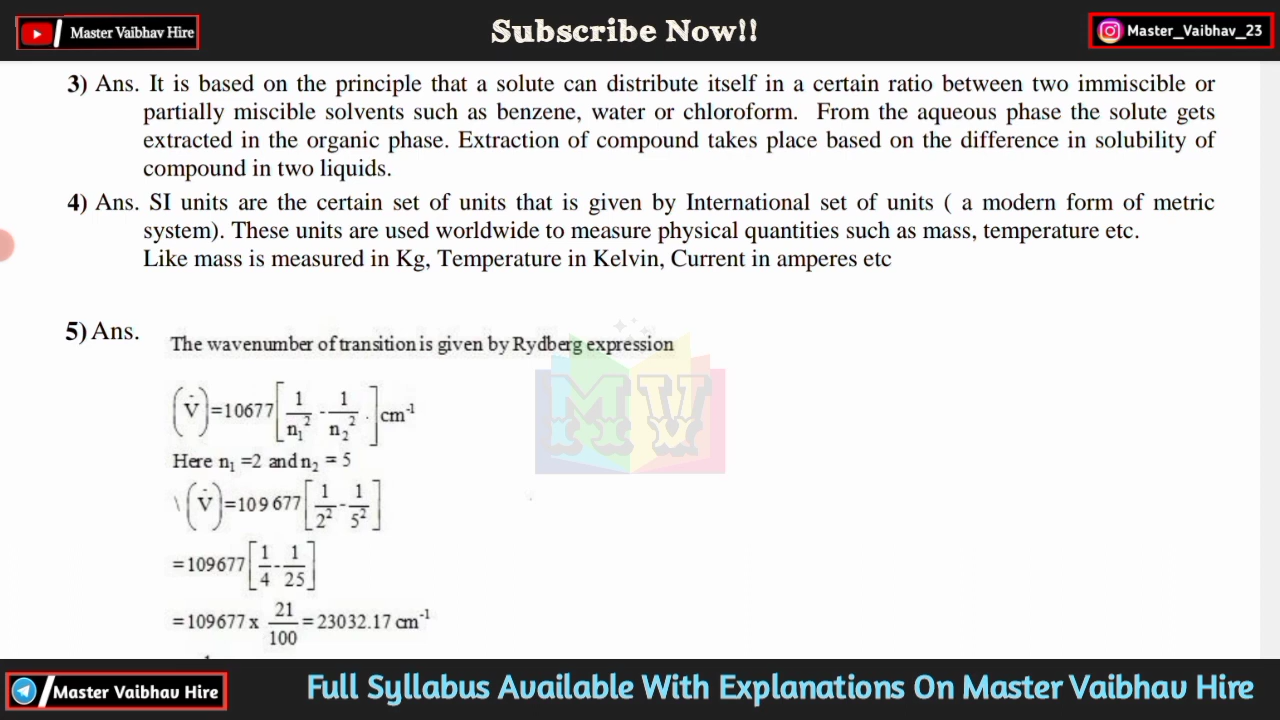 Master Vaibhav Hire
Subscribe Now!!
Master_Vaibhav_23
3) Ans. It is based on the principle that a solute can distribute itself in a certain ratio between two immiscible or
partially miscible solvents such as benzene, water or chloroform. From the aqueous phase the solute gets
extracted in the organic phase. Extraction of compound takes place based on the difference in solubility of
compound in two liquids.
4) Ans. SI units are the certain set of units that is given by International set of units ( a modern form of metric
system). These units are used worldwide to measure physical quantities such as mass, temperature etc.
Like mass is measured in Kg, Temperature in Kelvin, Current in amperes etc
5) Ans.
The wavenumber of transition is given by Rydberg expression
(v̇)=10677[1/n₁² - 1/n₂² .]cm⁻¹
Here n₁ =2 and n₂ = 5
\ (v̇)=109677[1/2² - 1/5²]
=109677[1/4 - 1/25]
=109677 x 21/100 = 23032.17 cm⁻¹
MV
Master Vaibhav Hire
Full Syllabus Available With Explanations On Master Vaibhav Hire